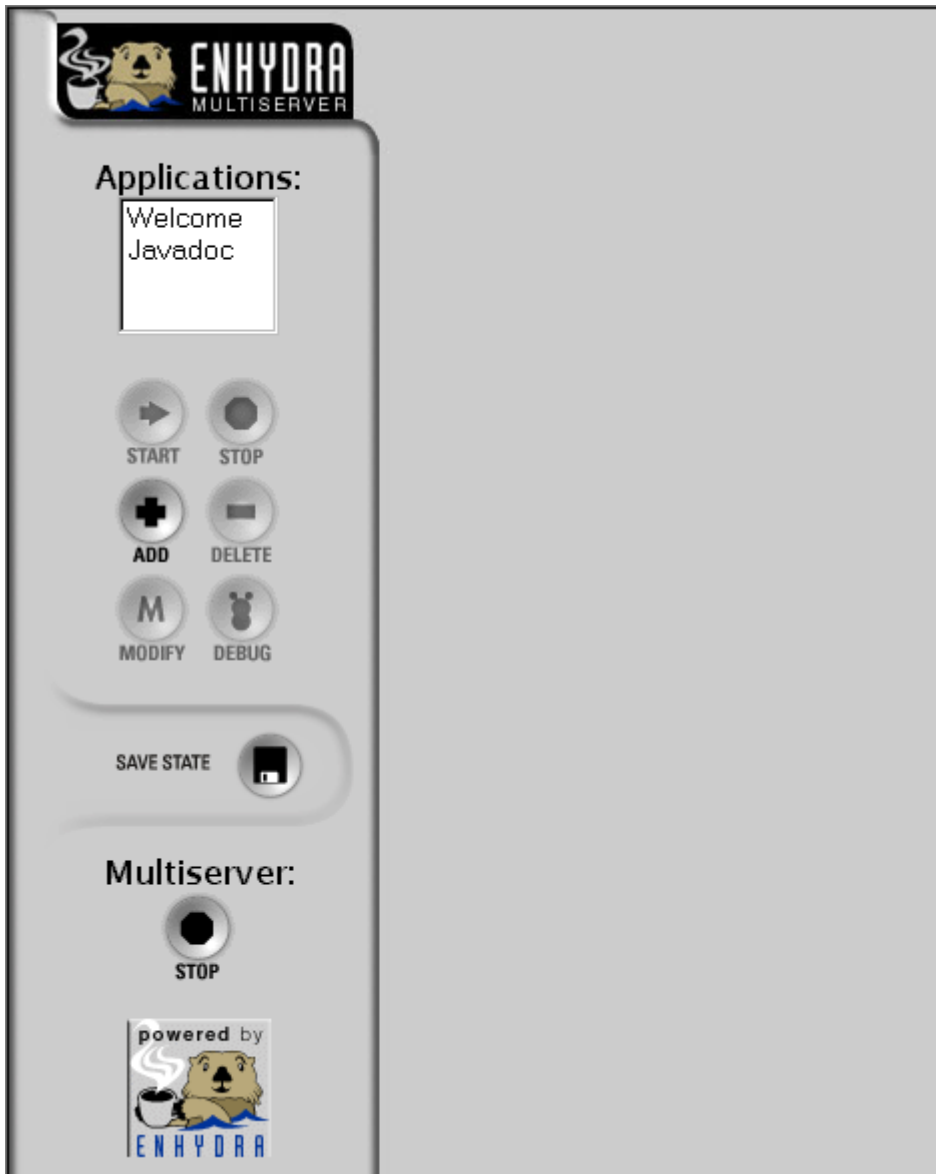 ENHYDRA
MULTISERVER
Applications:
Welcome
Javadoc
START STOP
ADD DELETE
M
MODIFY DEBUG
SAVE STATE
Multiserver:
STOP
powered by
ENHYDRA